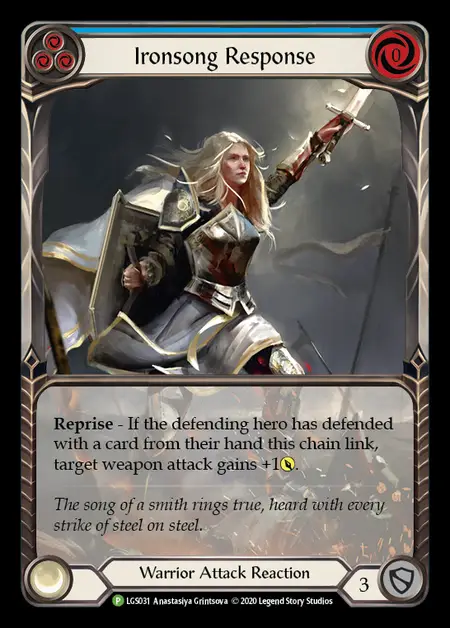 Ironsong Response
0
Reprise - If the defending hero has defended
with a card from their hand this chain link,
target weapon attack gains +1.
The song of a smith rings true, heard with every
strike of steel on steel.
Warrior Attack Reaction
3
P LGS031 Anastasiya Grintsova © 2020 Legend Story Studios